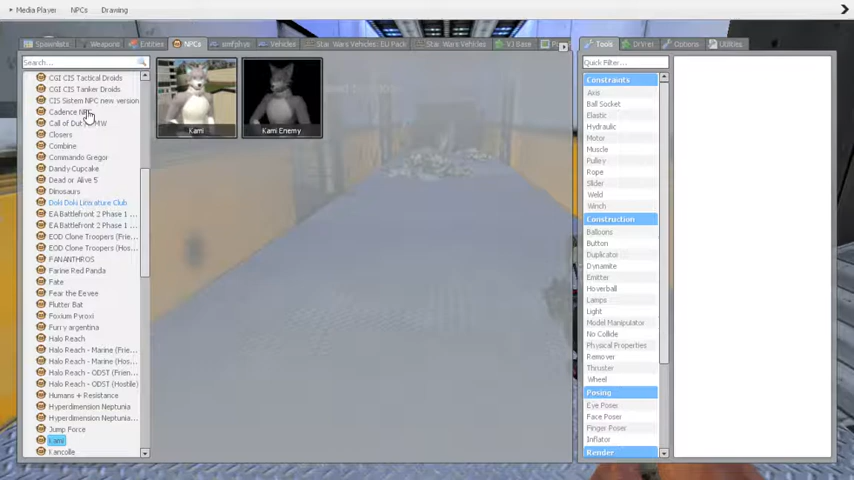 Media Player
NPCs
Drawing
Spawnlists
Weapons
Entities
NPCs
simfphys
Vehicles
Star Wars Vehicles: EU Pack
Star Wars Vehicles
VJ Base
Tools
Options
Utilities
Search...
Quick Filter...
CGI CIS Tactical Droids
CGI CIS Tanker Droids
CIS Sistem NPC new version
Cadence
Call of
Closers
Combine
Commando Gregor
Dandy Cupcake
Dead or Alive 5
Dinosaurs
Doki Doki Literature Club
EA Battlefront 2 Phase 1 ...
EA Battlefront 2 Phase 1 ...
EOD Clone Troopers (Frie...
EOD Clone Troopers (Hos...
FANANTHROS
Farine Red Panda
Fate
Fear the Eevee
Flutter Bat
Foxium Pyroxi
Furry argentina
Halo Reach
Halo Reach - Marine (Frie...
Halo Reach - Marine (Hos...
Halo Reach - ODST (Frien...
Halo Reach - ODST (Hostile)
Humans + Resistance
Hyperdimension Neptunia
Hyperdimension Neptunia...
Jump Force
Kami
Kancolle
Kami
Kami Enemy
Constraints
Axis
Ball Socket
Elastic
Hydraulic
Motor
Muscle
Pulley
Rope
Slider
Weld
Winch
Construction
Balloons
Button
Duplicator
Dynamite
Emitter
Hoverball
Lamps
Light
Model Manipulator
No Collide
Physical Properties
Remover
Thruster
Wheel
Posing
Eye Poser
Face Poser
Finger Poser
Inflator
Render